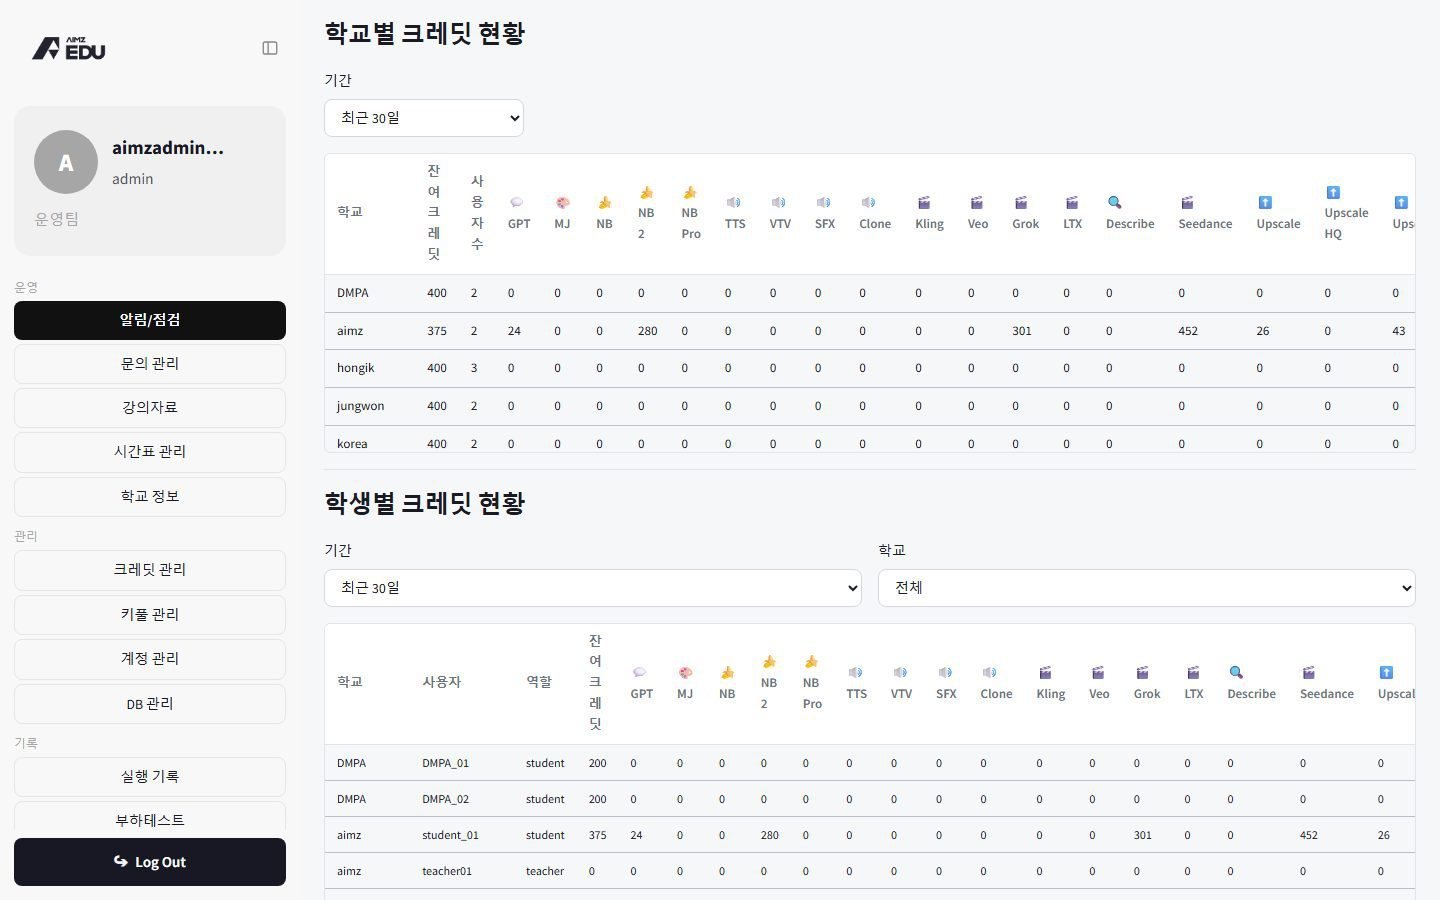 AIMZ
EDU
A
aimzadmin...
admin
운영팀
운영
알림/점검
문의 관리
강의자료
시간표 관리
학교 정보
관리
크레딧 관리
키풀 관리
계정 관리
DB 관리
기록
실행 기록
부하테스트
Log Out
학교별 크레딧 현황
기간
최근 30일
학교 잔여크레딧 사용자수 GPT MJ NB NB 2 NB Pro TTS VTV SFX Clone Kling Veo Grok LTX Describe Seedance Upscale Upscale HQ Ups
DMPA 400 2 0 0 0 0 0 0 0 0 0 0 0 0 0 0 0 0 0 0
aimz 375 2 24 0 0 280 0 0 0 0 0 0 0 301 0 0 452 26 0 43
hongik 400 3 0 0 0 0 0 0 0 0 0 0 0 0 0 0 0 0 0 0
jungwon 400 2 0 0 0 0 0 0 0 0 0 0 0 0 0 0 0 0 0 0
korea 400 2 0 0 0 0 0 0 0 0 0 0 0 0 0 0 0 0 0 0
학생별 크레딧 현황
기간
최근 30일
학교
전체
학교 사용자 역할 잔여크레딧 GPT MJ NB NB 2 NB Pro TTS VTV SFX Clone Kling Veo Grok LTX Describe Seedance Upscal
DMPA DMPA_01 student 200 0 0 0 0 0 0 0 0 0 0 0 0 0 0 0 0
DMPA DMPA_02 student 200 0 0 0 0 0 0 0 0 0 0 0 0 0 0 0 0
aimz student_01 student 375 24 0 0 280 0 0 0 0 0 0 0 301 0 0 452 26
aimz teacher01 teacher 0 0 0 0 0 0 0 0 0 0 0 0 0 0 0 0 0